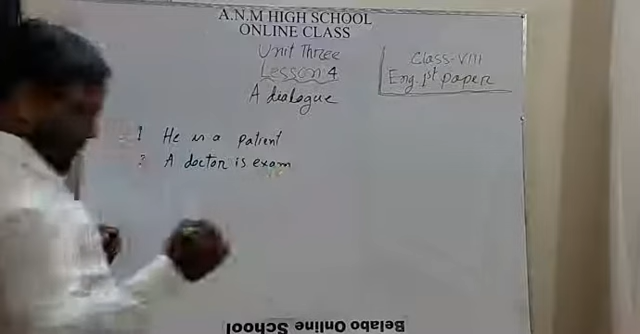 A.N.M HIGH SCHOOL
ONLINE CLASS
Unit Three
Lesson 4
A dialogue
Class-VIII
Eng. 1st paper
1 He is a patient
2 A doctor is exam
Belabo Online School